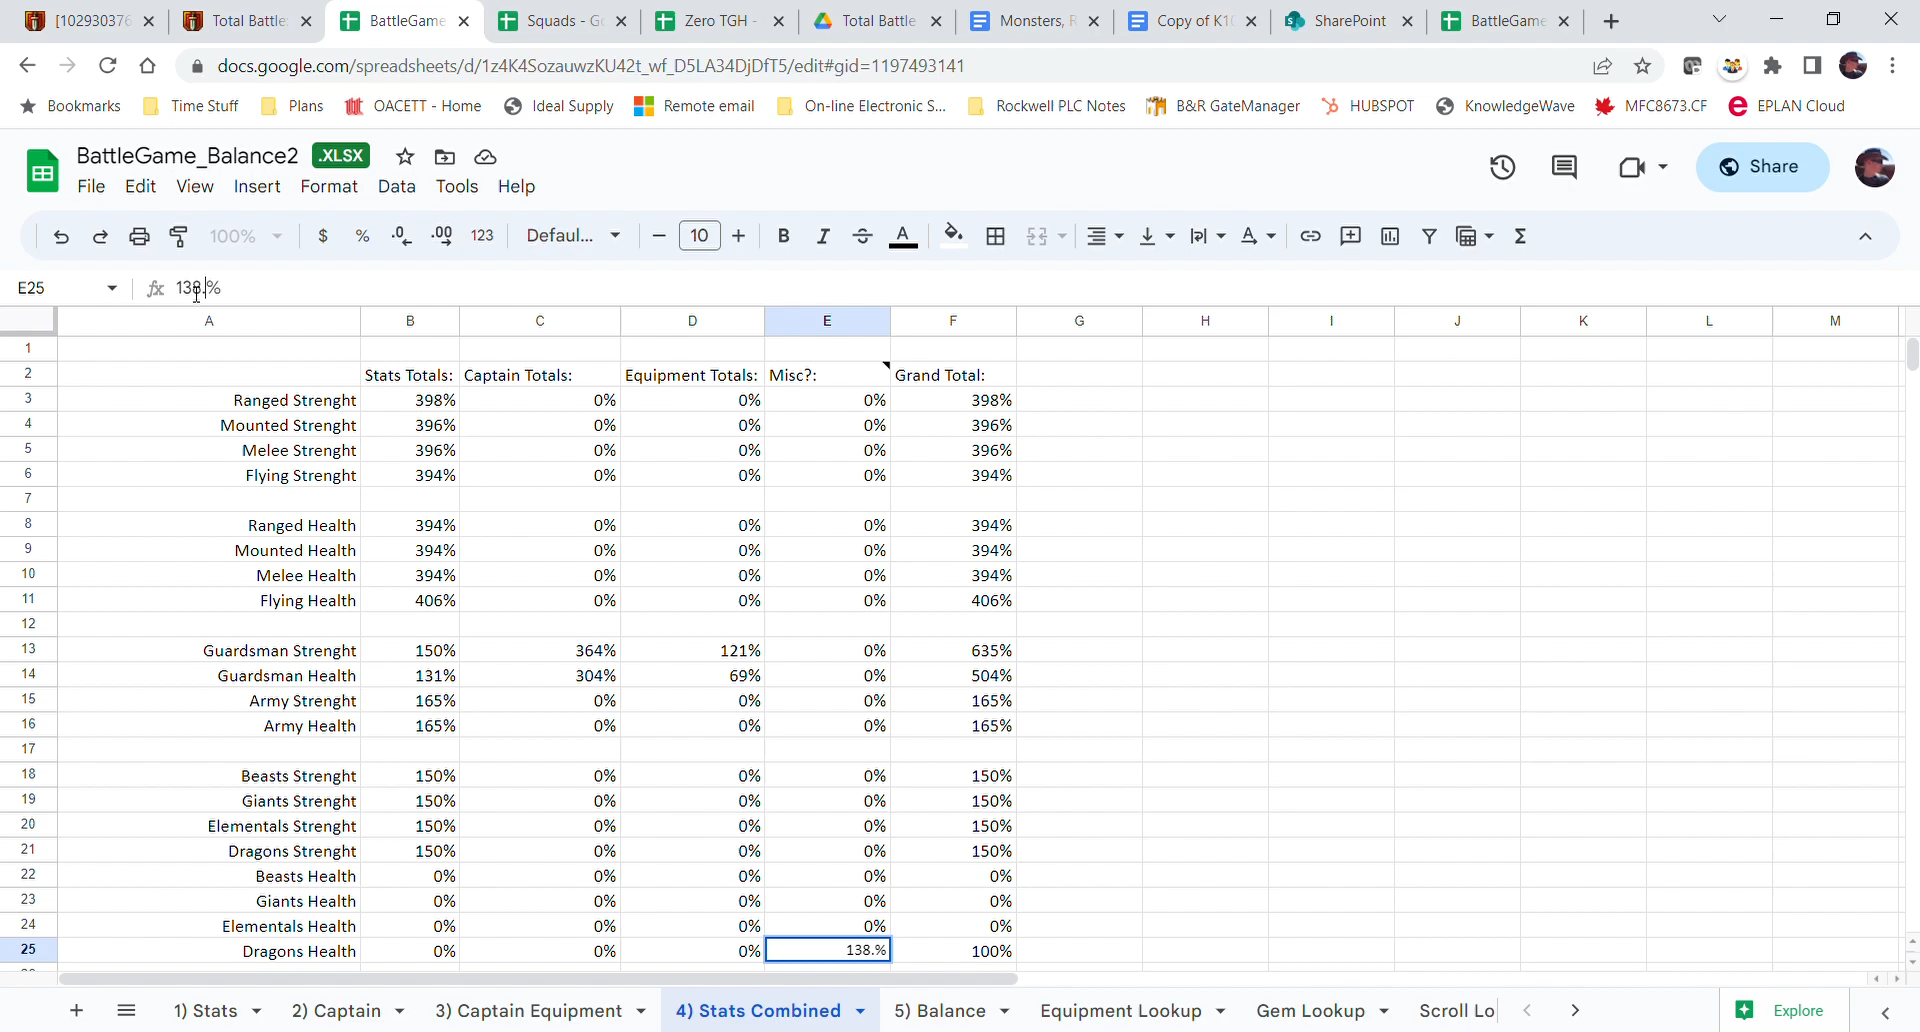 [102930376 Total Battle: BattleGame Squads - Go Zero TGH - Total Battle Monsters, R Copy of K10 SharePoint BattleGame
docs.google.com/spreadsheets/d/1z4K4SozauwzKU42t_wf_D5LA34DjDfT5/edit#gid=1197493141
Bookmarks Time Stuff Plans OACETT - Home Ideal Supply Remote email On-line Electronic S... Rockwell PLC Notes B&R GateManager HUBSPOT KnowledgeWave MFC8673.CF EPLAN Cloud
BattleGame_Balance2 .XLSX
File Edit View Insert Format Data Tools Help
Share
100% $ % .0 .00 123 Defaul... 10 B I A
E25 fx 138.%
A B C D E F G H I J K L M
1
2 Stats Totals: Captain Totals: Equipment Totals: Misc?: Grand Total:
3 Ranged Strenght 398% 0% 0% 0% 398%
4 Mounted Strenght 396% 0% 0% 0% 396%
5 Melee Strenght 396% 0% 0% 0% 396%
6 Flying Strenght 394% 0% 0% 0% 394%
7
8 Ranged Health 394% 0% 0% 0% 394%
9 Mounted Health 394% 0% 0% 0% 394%
10 Melee Health 394% 0% 0% 0% 394%
11 Flying Health 406% 0% 0% 0% 406%
12
13 Guardsman Strenght 150% 364% 121% 0% 635%
14 Guardsman Health 131% 304% 69% 0% 504%
15 Army Strenght 165% 0% 0% 0% 165%
16 Army Health 165% 0% 0% 0% 165%
17
18 Beasts Strenght 150% 0% 0% 0% 150%
19 Giants Strenght 150% 0% 0% 0% 150%
20 Elementals Strenght 150% 0% 0% 0% 150%
21 Dragons Strenght 150% 0% 0% 0% 150%
22 Beasts Health 0% 0% 0% 0% 0%
23 Giants Health 0% 0% 0% 0% 0%
24 Elementals Health 0% 0% 0% 0% 0%
25 Dragons Health 0% 0% 0% 138.% 100%
1) Stats 2) Captain 3) Captain Equipment 4) Stats Combined 5) Balance Equipment Lookup Gem Lookup Scroll Lo Explore